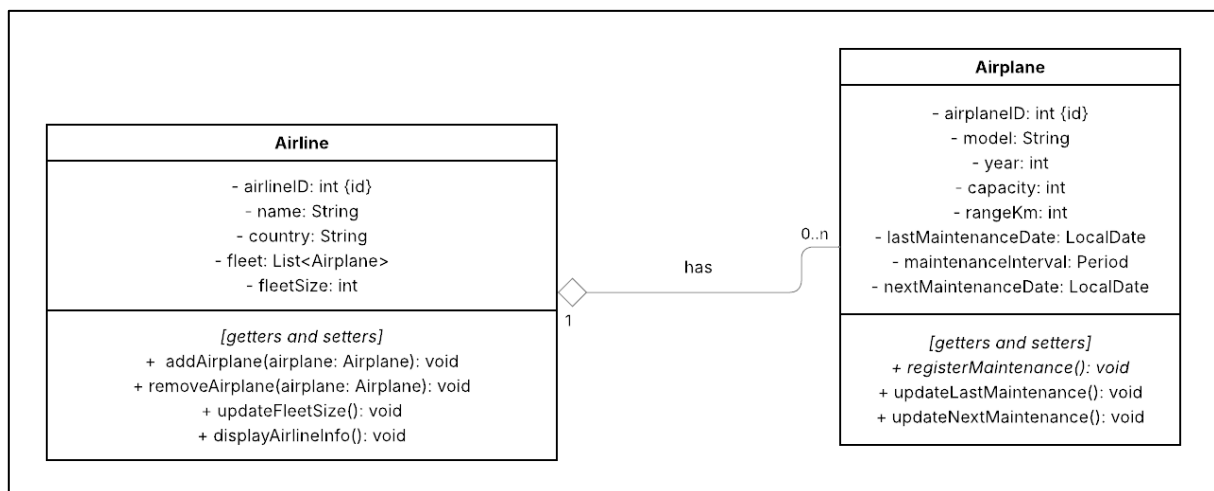 Airline
- airlineID: int {id}
- name: String
- country: String
- fleet: List<Airplane>
- fleetSize: int
[getters and setters]
+ addAirplane(airplane: Airplane): void
+ removeAirplane(airplane: Airplane): void
+ updateFleetSize(): void
+ displayAirlineInfo(): void
1
has
0..n
Airplane
- airplaneID: int {id}
- model: String
- year: int
- capacity: int
- rangeKm: int
- lastMaintenanceDate: LocalDate
- maintenanceInterval: Period
- nextMaintenanceDate: LocalDate
[getters and setters]
+ registerMaintenance(): void
+ updateLastMaintenance(): void
+ updateNextMaintenance(): void